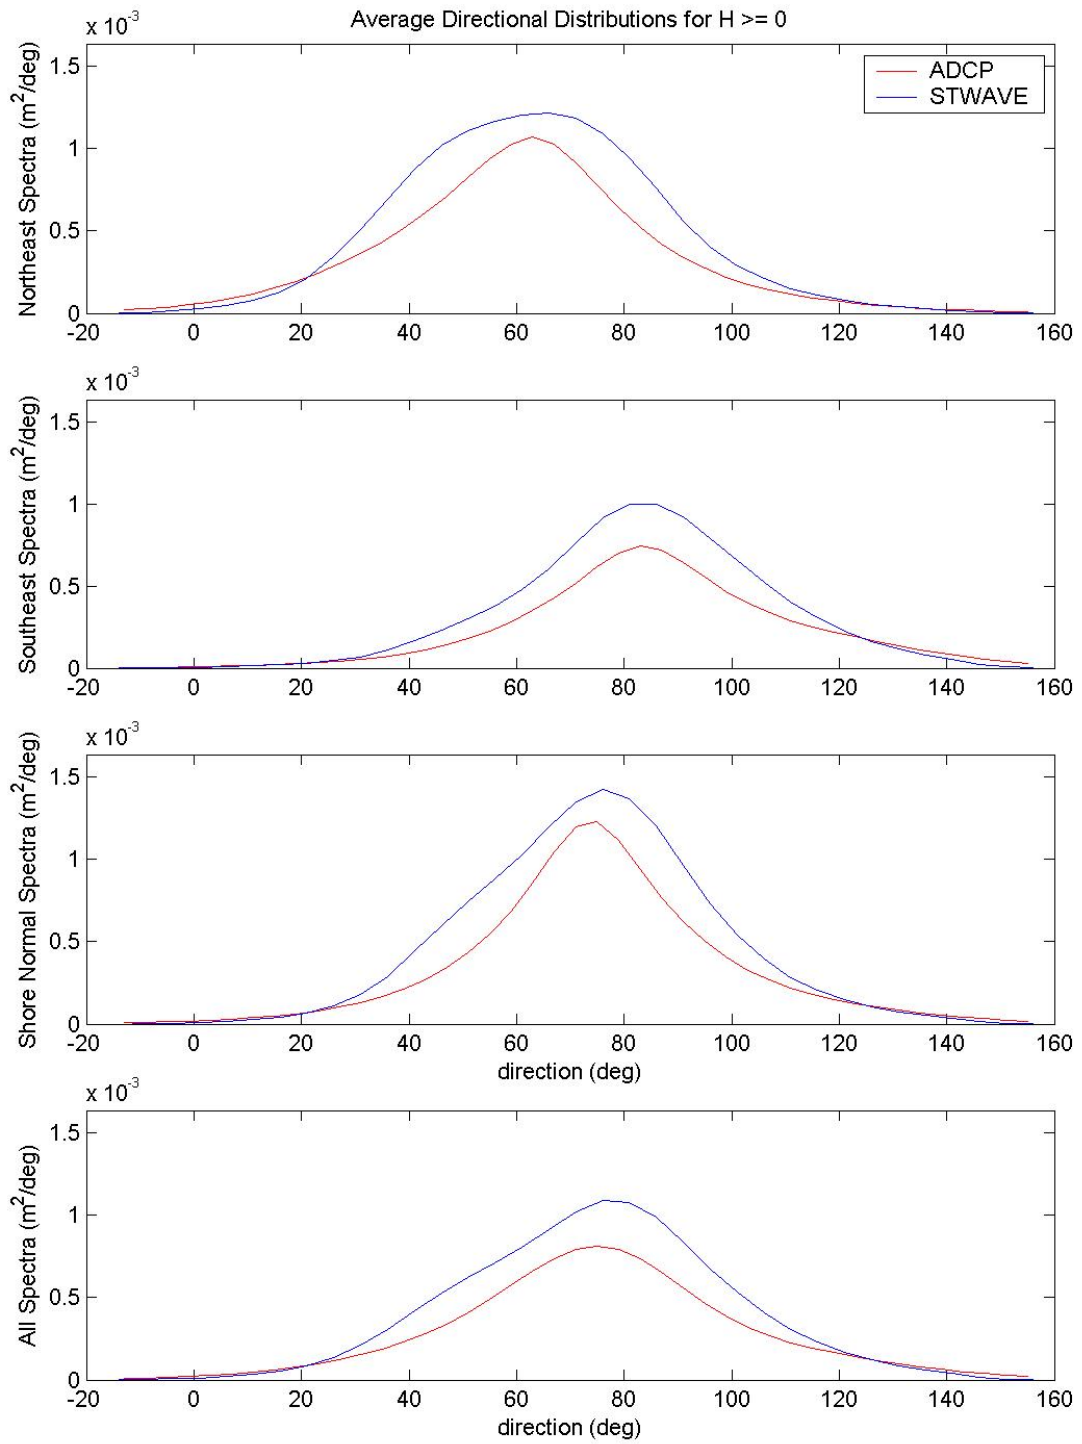 Average Directional Distributions for H >= 0
x 10-3
1.5
1
0.5
0
Northeast Spectra (m2/deg)
ADCP
STWAVE
-20 0 20 40 60 80 100 120 140 160
x 10-3
1.5
1
0.5
0
Southeast Spectra (m2/deg)
-20 0 20 40 60 80 100 120 140 160
x 10-3
1.5
1
0.5
0
Shore Normal Spectra (m2/deg)
-20 0 20 40 60 80 100 120 140 160
direction (deg)
x 10-3
1.5
1
0.5
0
All Spectra (m2/deg)
-20 0 20 40 60 80 100 120 140 160
direction (deg)